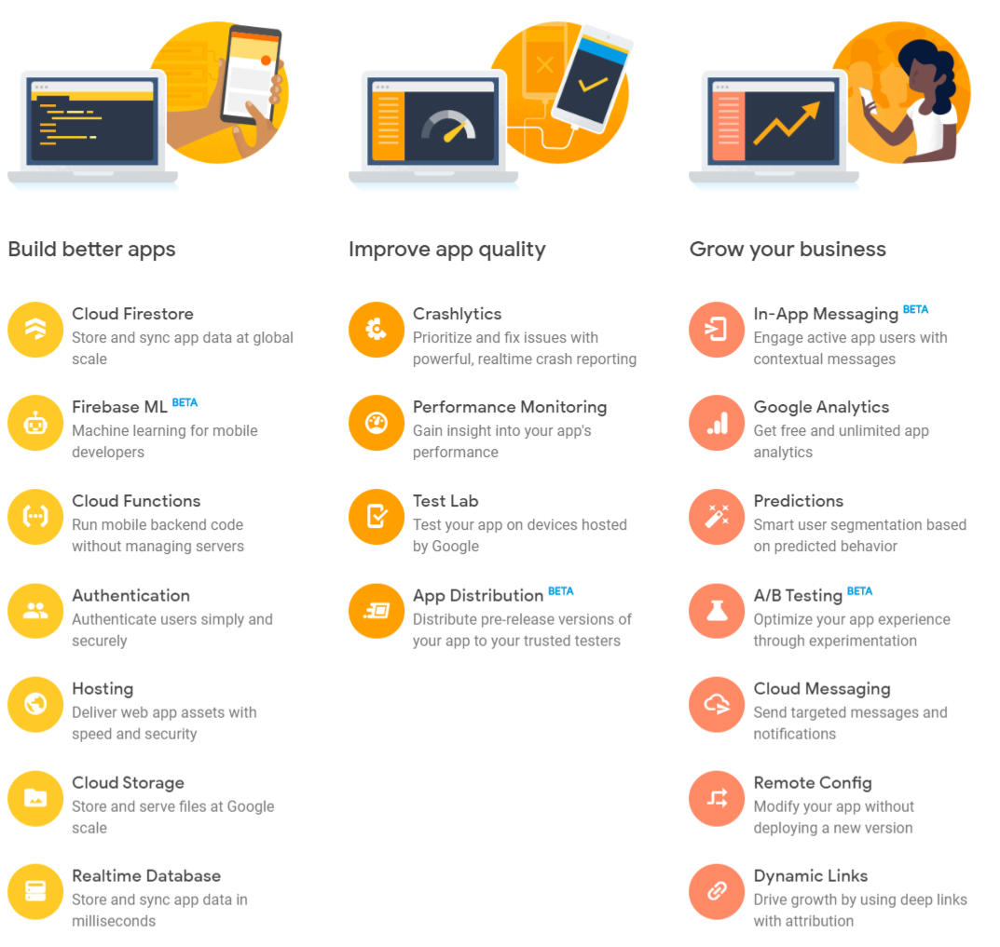 Build better apps
Cloud Firestore
Store and sync app data at global
scale
Firebase ML BETA
Machine learning for mobile
developers
Cloud Functions
Run mobile backend code
without managing servers
Authentication
Authenticate users simply and
securely
Hosting
Deliver web app assets with
speed and security
Cloud Storage
Store and serve files at Google
scale
Realtime Database
Store and sync app data in
milliseconds
Improve app quality
Crashlytics
Prioritize and fix issues with
powerful, realtime crash reporting
Performance Monitoring
Gain insight into your app's
performance
Test Lab
Test your app on devices hosted
by Google
App Distribution BETA
Distribute pre-release versions of
your app to your trusted testers
Grow your business
In-App Messaging BETA
Engage active app users with
contextual messages
Google Analytics
Get free and unlimited app
analytics
Predictions
Smart user segmentation based
on predicted behavior
A/B Testing BETA
Optimize your app experience
through experimentation
Cloud Messaging
Send targeted messages and
notifications
Remote Config
Modify your app without
deploying a new version
Dynamic Links
Drive growth by using deep links
with attribution